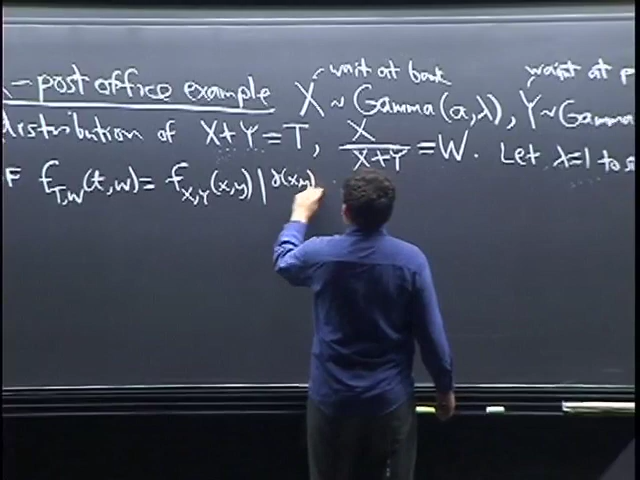 - post office example X ~ Gamma(a, λ), Y ~ Gamma
wait at bank wait at p
distribution of X+Y = T, X/(X+Y) = W. Let λ=1 to
F f_{T,W}(t,w) = f_{X,Y}(x,y) | ∂(x,y)